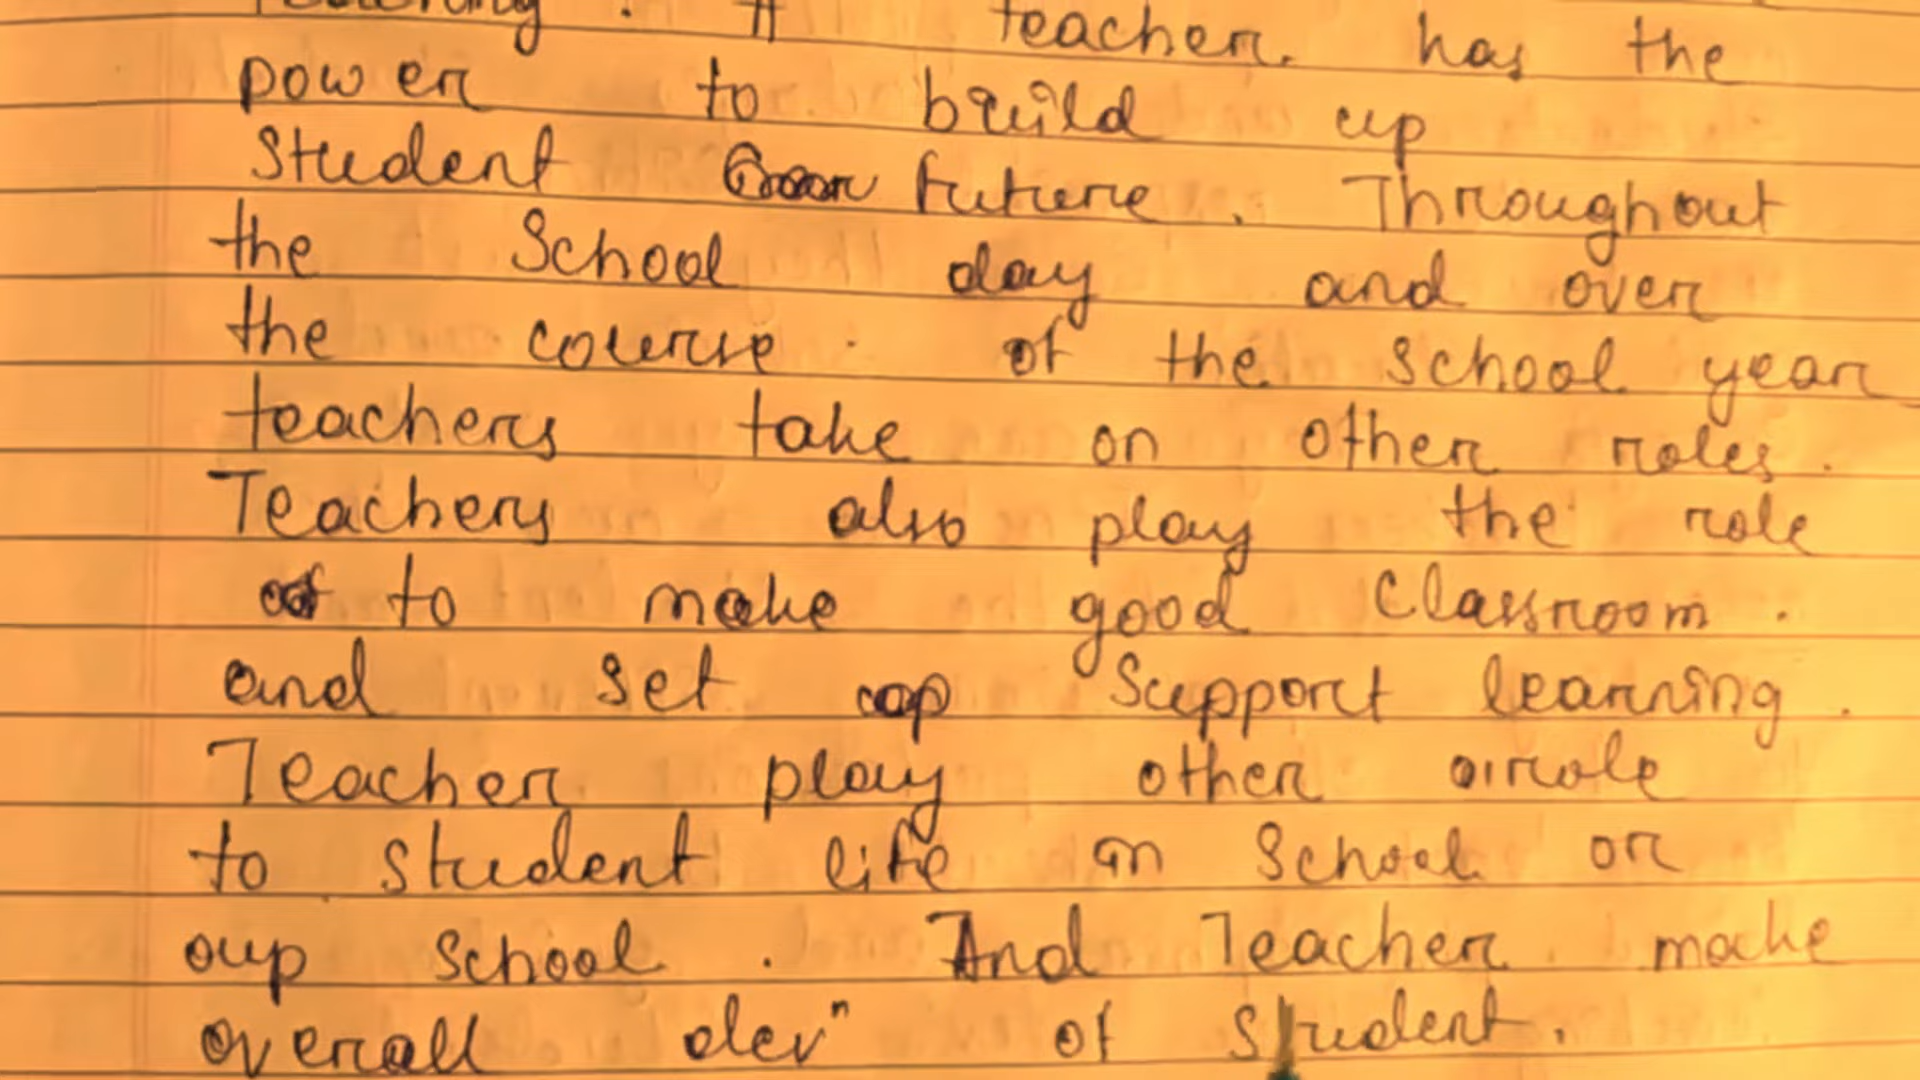 . A teacher has the
power to build up
Student future. Throughout
the School day and over
the course of the school year
teachers take on other roles.
Teachers also play the role
to make good classroom.
and set up Support learning.
Teacher play other role
to student life in School or
oup school. And Teacher make
overall devⁿ of student.